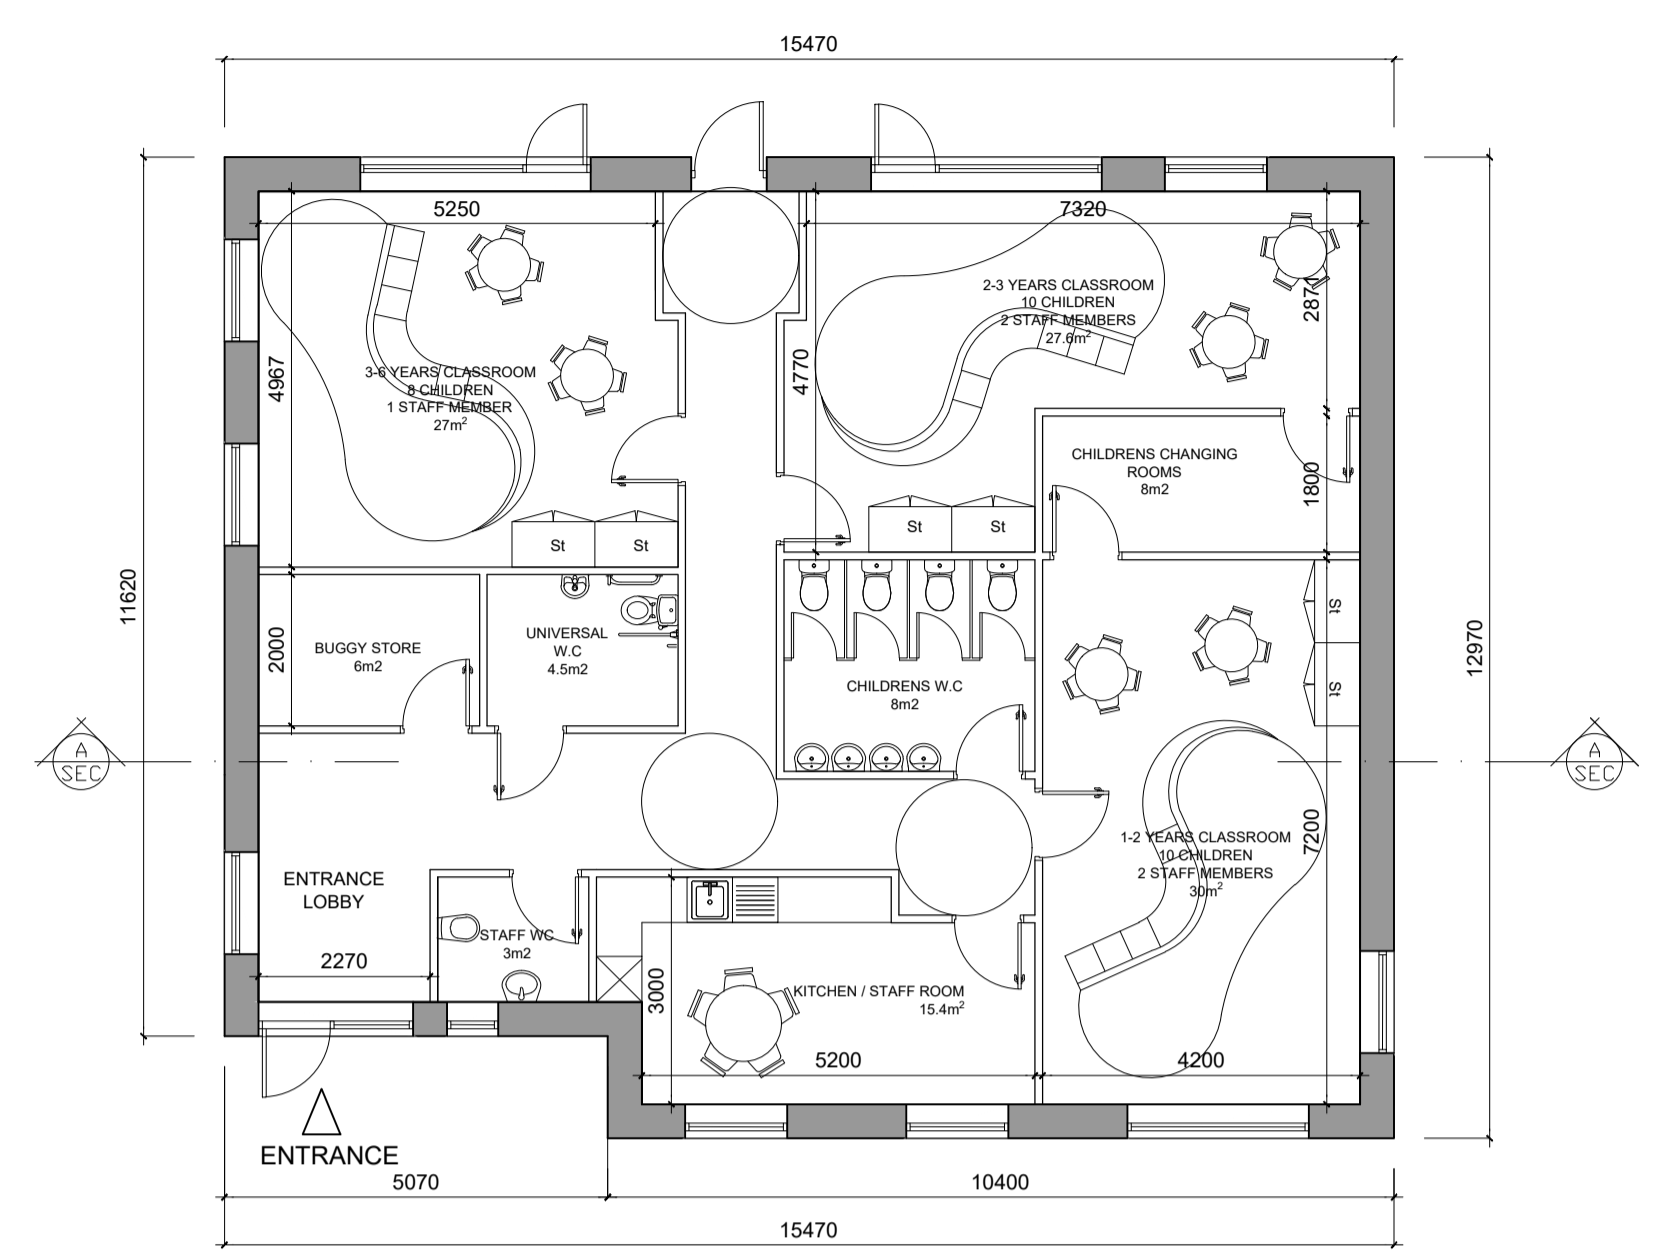 15470
5250
7320
2871
2-3 YEARS CLASSROOM
10 CHILDREN
2 STAFF MEMBERS
27.6m²
4967
4770
3-6 YEARS CLASSROOM
8 CHILDREN
1 STAFF MEMBER
27m²
CHILDRENS CHANGING
ROOMS
8m2
1800
St
St
St
St
11620
2000
BUGGY STORE
6m2
UNIVERSAL
W.C
4.5m2
CHILDRENS W.C
8m2
St
St
12970
A
SEC
A
SEC
1-2 YEARS CLASSROOM
10 CHILDREN
2 STAFF MEMBERS
30m²
7200
ENTRANCE
LOBBY
STAFF WC
3m2
2270
3000
KITCHEN / STAFF ROOM
15.4m²
5200
4200
ENTRANCE
5070
10400
15470